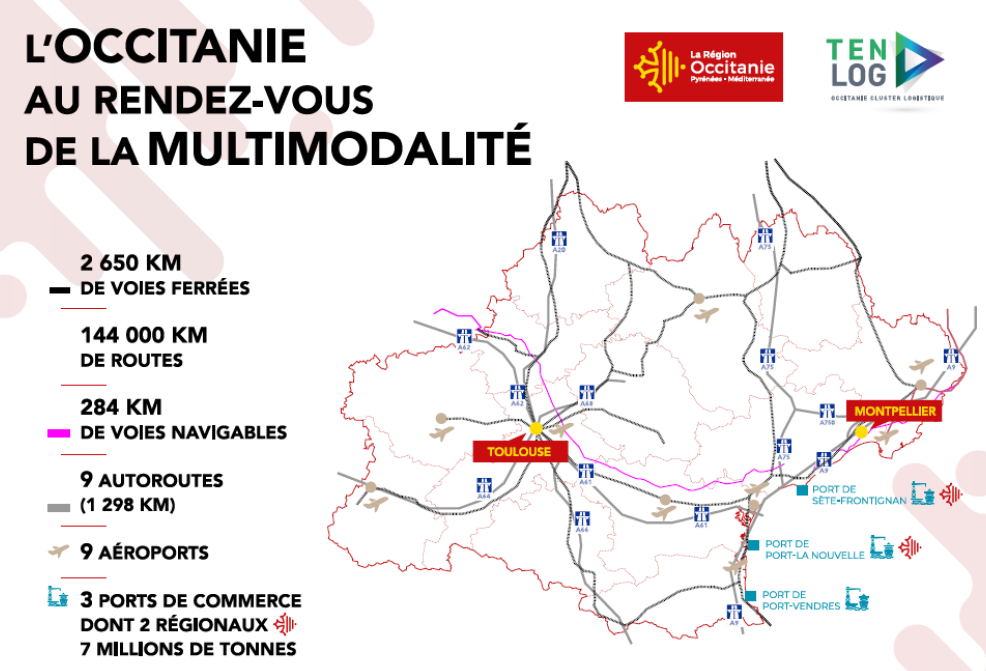 L'OCCITANIE
AU RENDEZ-VOUS
DE LA MULTIMODALITÉ
La Région
Occitanie
Pyrénées • Méditerranée
TEN
LOG
OCCITANIE CLUSTER LOGISTIQUE
2 650 KM
DE VOIES FERRÉES
144 000 KM
DE ROUTES
284 KM
DE VOIES NAVIGABLES
9 AUTOROUTES
(1 298 KM)
9 AÉROPORTS
3 PORTS DE COMMERCE
DONT 2 RÉGIONAUX
7 MILLIONS DE TONNES
A20
A75
A62
A75
A9
A62
A68
A750
MONTPELLIER
TOULOUSE
A75
A9
A64
A61
A66
A61
PORT DE
SÈTE-FRONTIGNAN
PORT DE
PORT-LA NOUVELLE
PORT DE
PORT-VENDRES
A9